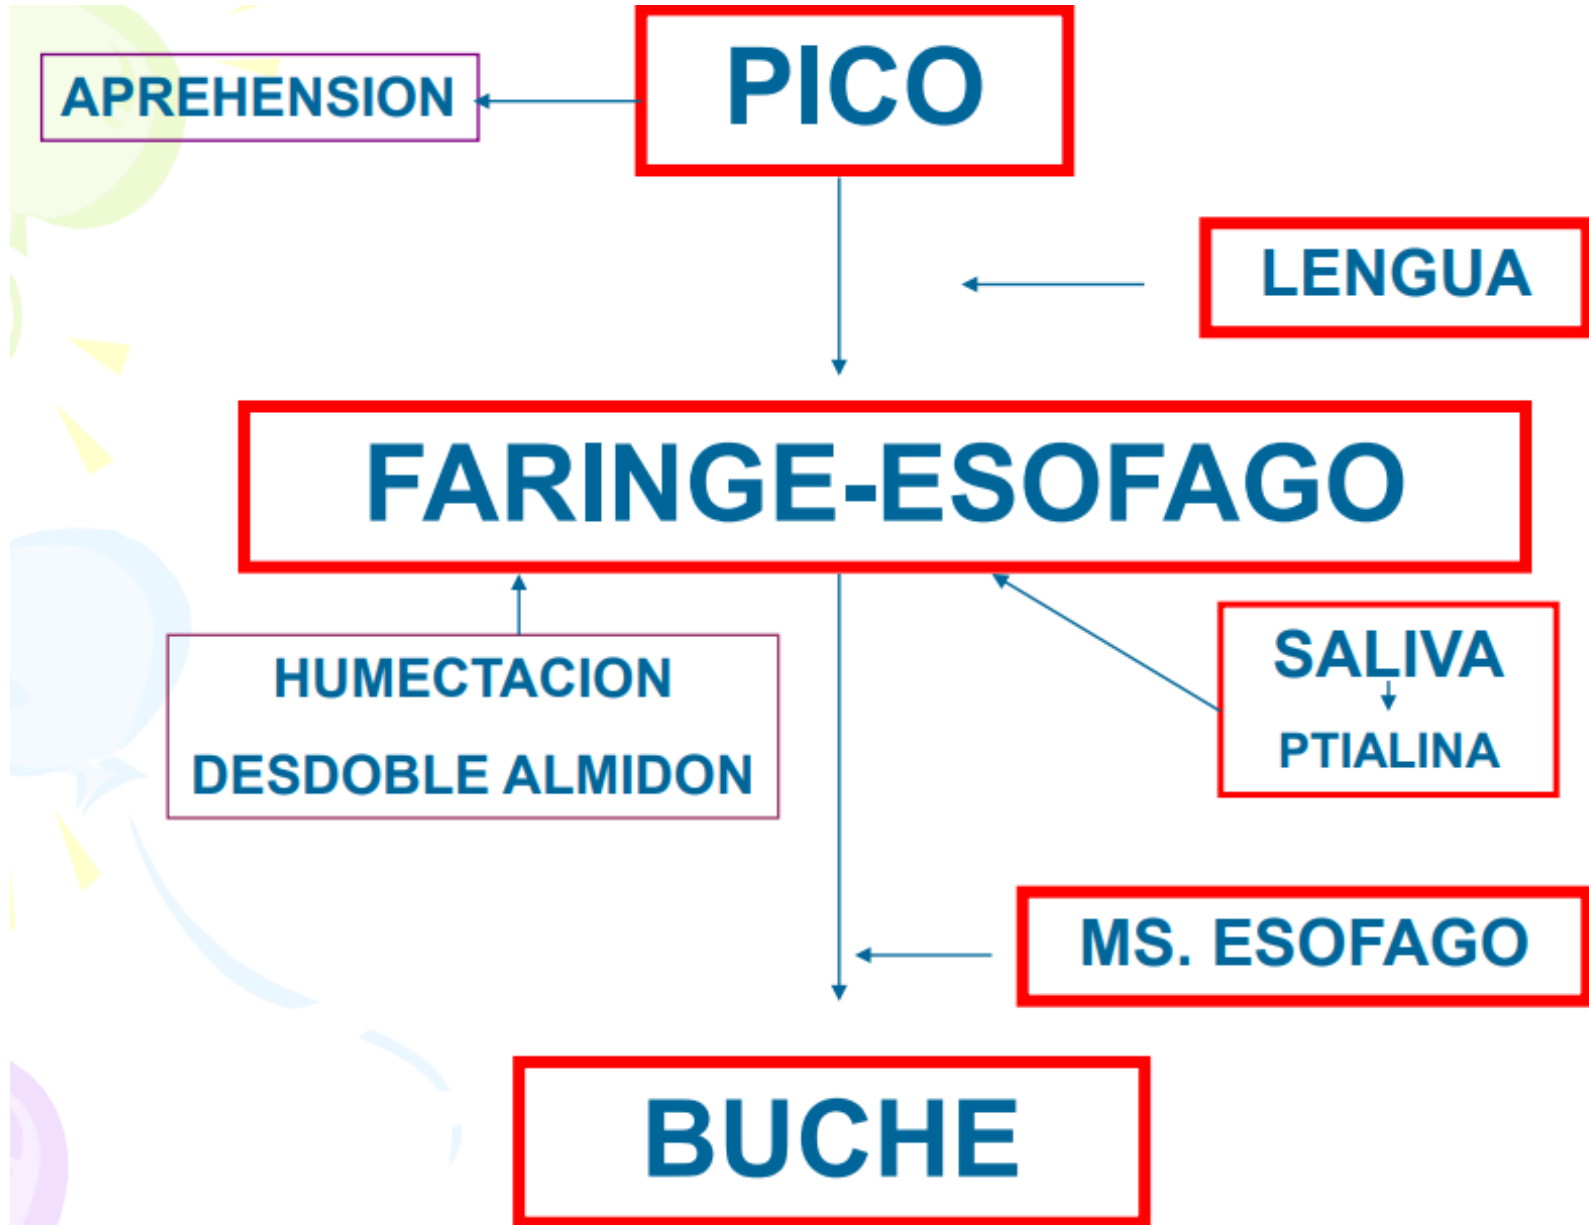 PICO
APREHENSION
LENGUA
FARINGE-ESOFAGO
HUMECTACION
DESDOBLE ALMIDON
SALIVA
PTIALINA
MS. ESOFAGO
BUCHE